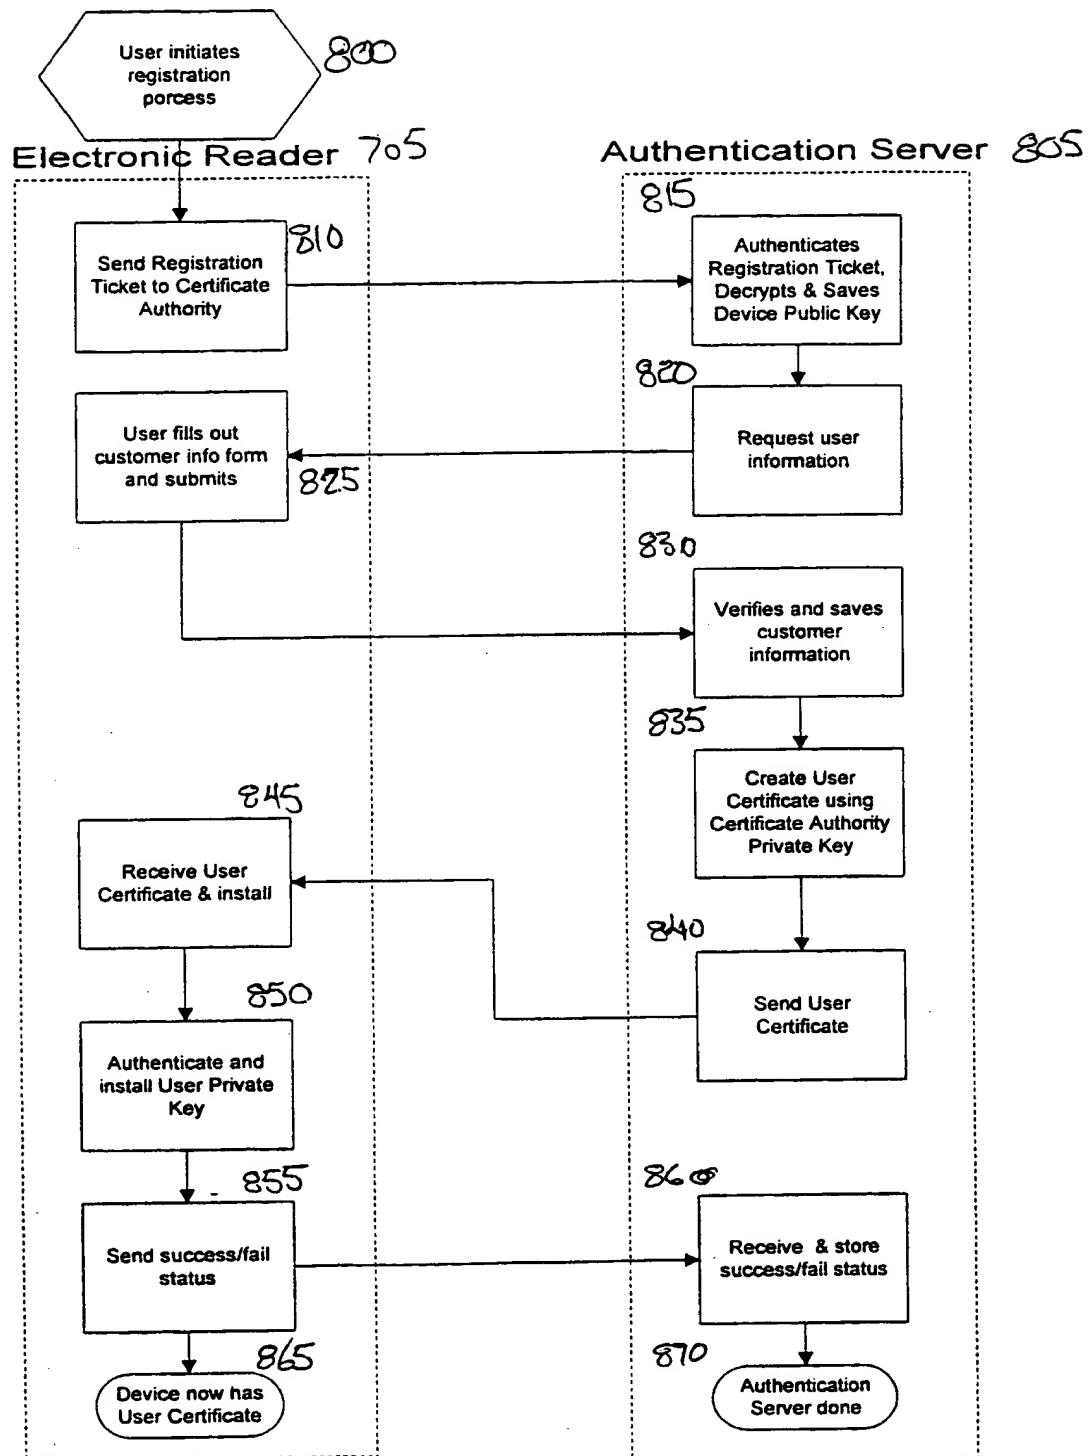 User initiates
registration
porcess
800
Electronic Reader 705
Authentication Server 805
810
Send Registration
Ticket to Certificate
Authority
815
Authenticates
Registration Ticket,
Decrypts & Saves
Device Public Key
820
Request user
information
User fills out
customer info form
and submits
825
830
Verifies and saves
customer
information
835
Create User
Certificate using
Certificate Authority
Private Key
840
Send User
Certificate
845
Receive User
Certificate & install
850
Authenticate and
install User Private
Key
855
Send success/fail
status
860
Receive & store
success/fail status
865
Device now has
User Certificate
870
Authentication
Server done